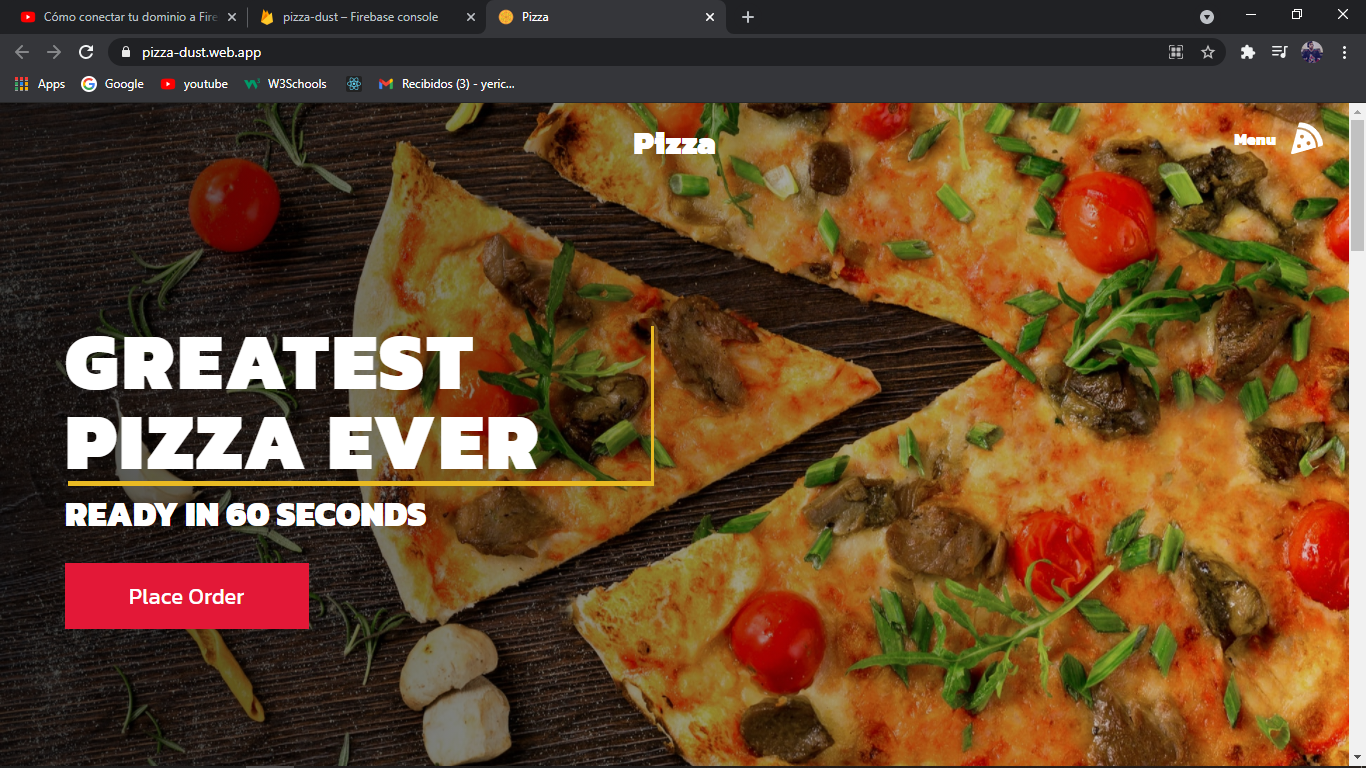 Cómo conectar tu dominio a Fire
pizza-dust – Firebase console
Pizza
pizza-dust.web.app
Apps
Google
youtube
W3Schools
Recibidos (3) - yeric...
Pizza
Menu
GREATEST
PIZZA EVER
READY IN 60 SECONDS
Place Order